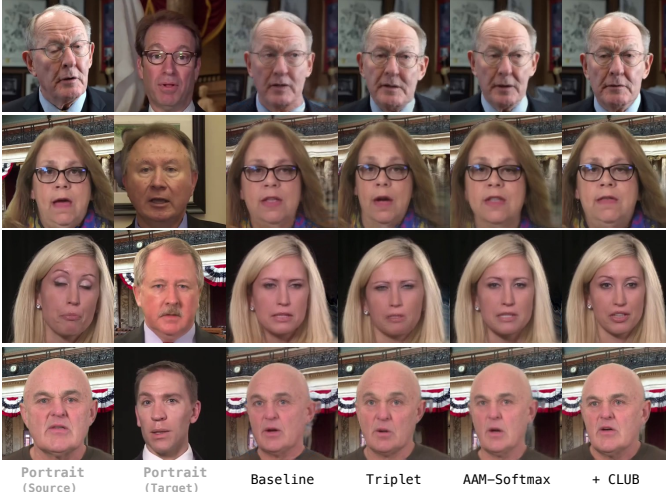 Portrait
(Source)
Portrait
(Target)
Baseline
Triplet
AAM-Softmax
+ CLUB